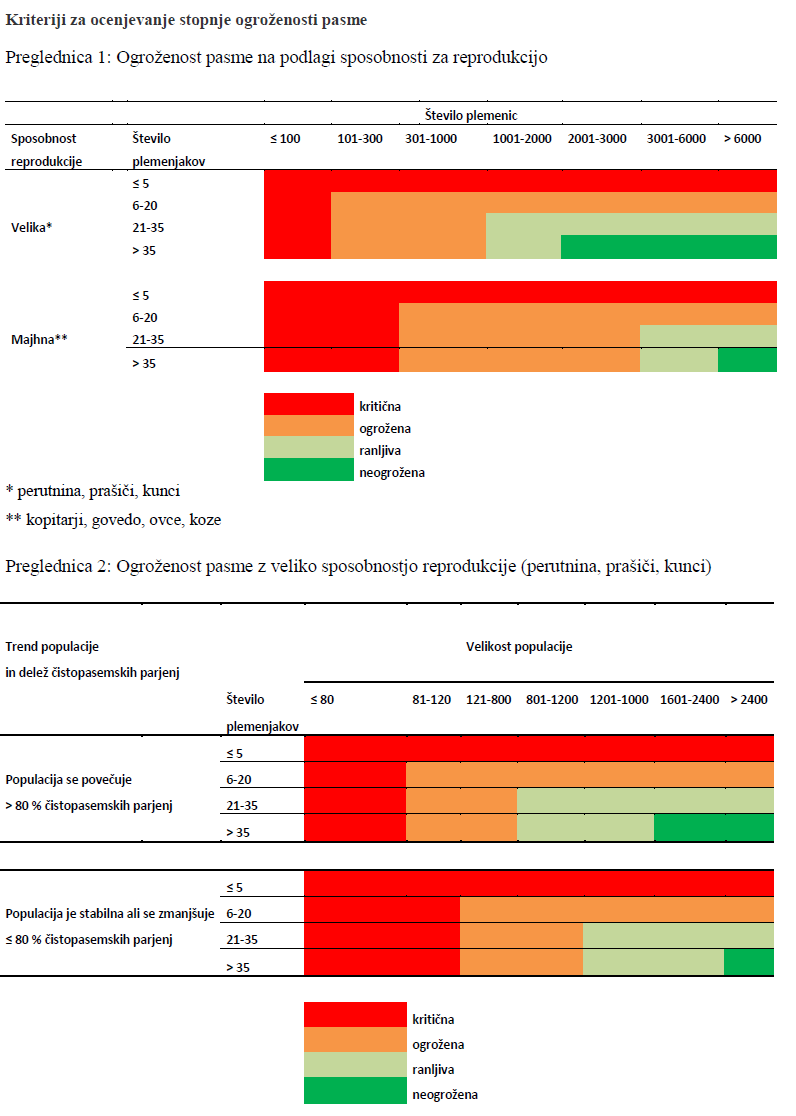 Kriteriji za ocenjevanje stopnje ogroženosti pasme
Preglednica 1: Ogroženost pasme na podlagi sposobnosti za reprodukcijo
Število plemenic
Sposobnost Število ≤ 100 101-300 301-1000 1001-2000 2001-3000 3001-6000 > 6000
reprodukcije plemenjakov
≤ 5
6-20
Velika* 21-35
> 35
≤ 5
6-20
Majhna** 21-35
> 35
kritična
ogrožena
ranljiva
neogrožena
* perutnina, prašiči, kunci
** kopitarji, govedo, ovce, koze
Preglednica 2: Ogroženost pasme z veliko sposobnostjo reprodukcije (perutnina, prašiči, kunci)
Trend populacije Velikost populacije
in delež čistopasemskih parjenj
Število ≤ 80 81-120 121-800 801-1200 1201-1000 1601-2400 > 2400
plemenjakov
≤ 5
Populacija se povečuje 6-20
> 80 % čistopasemskih parjenj 21-35
> 35
≤ 5
Populacija je stabilna ali se zmanjšuje 6-20
≤ 80 % čistopasemskih parjenj 21-35
> 35
kritična
ogrožena
ranljiva
neogrožena